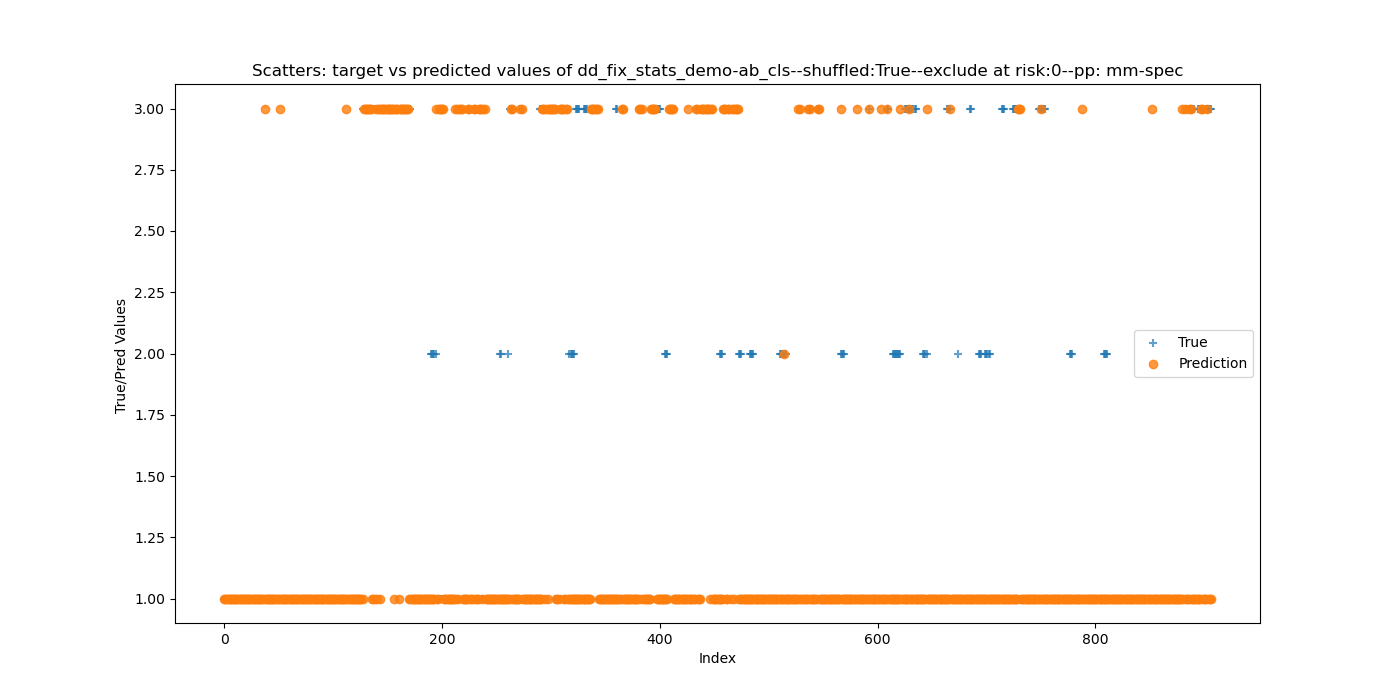 Scatters: target vs predicted values of dd_fix_stats_demo-ab_cls--shuffled:True--exclude at risk:0--pp: mm-spec
3.00
2.75
2.50
2.25
2.00
1.75
1.50
1.25
1.00
True/Pred Values
True
Prediction
0
200
400
600
800
Index